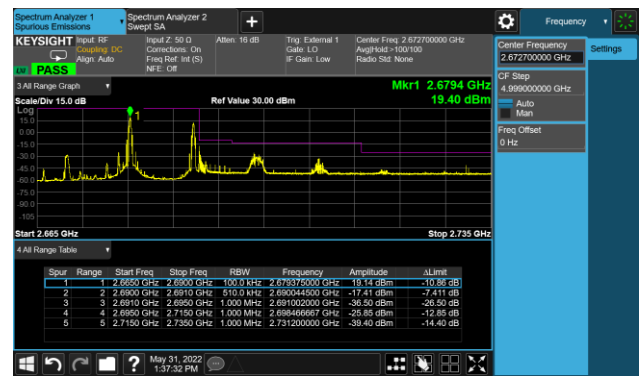 Spectrum Analyzer 1
Spurious Emissions
Spectrum Analyzer 2
Swept SA
+
Frequency
KEYSIGHT
Input: RF
Coupling: DC
Align: Auto
Input Z: 50 Ω
Corrections: On
Freq Ref: Int (S)
NFE: Off
Atten: 16 dB
Trig: External 1
Gate: LO
IF Gain: Low
Center Freq: 2.672700000 GHz
Avg|Hold:>100/100
Radio Std: None
LNI PASS
Center Frequency
2.672700000 GHz
Settings
CF Step
4.999000000 GHz
Auto
Man
Freq Offset
0 Hz
3 All Range Graph
Mkr1 2.6794 GHz
Scale/Div 15.0 dB
Ref Value 30.00 dBm
19.40 dBm
Log
1
15.0
0.00
-15.0
-30.0
-45.0
-60.0
-75.0
-90.0
-105
Start 2.665 GHz
Stop 2.735 GHz
4 All Range Table
Spur Range Start Freq Stop Freq RBW Frequency Amplitude ΔLimit
1 1 2.6650 GHz 2.6900 GHz 100.0 kHz 2.679375000 GHz 19.14 dBm -10.86 dB
2 2 2.6900 GHz 2.6910 GHz 510.0 kHz 2.690044500 GHz -17.41 dBm -7.411 dB
3 3 2.6910 GHz 2.6950 GHz 1.000 MHz 2.691002000 GHz -36.50 dBm -26.50 dB
4 4 2.6950 GHz 2.7150 GHz 1.000 MHz 2.698466667 GHz -25.85 dBm -12.85 dB
5 5 2.7150 GHz 2.7350 GHz 1.000 MHz 2.731200000 GHz -39.40 dBm -14.40 dB
?
May 31, 2022
1:37:32 PM